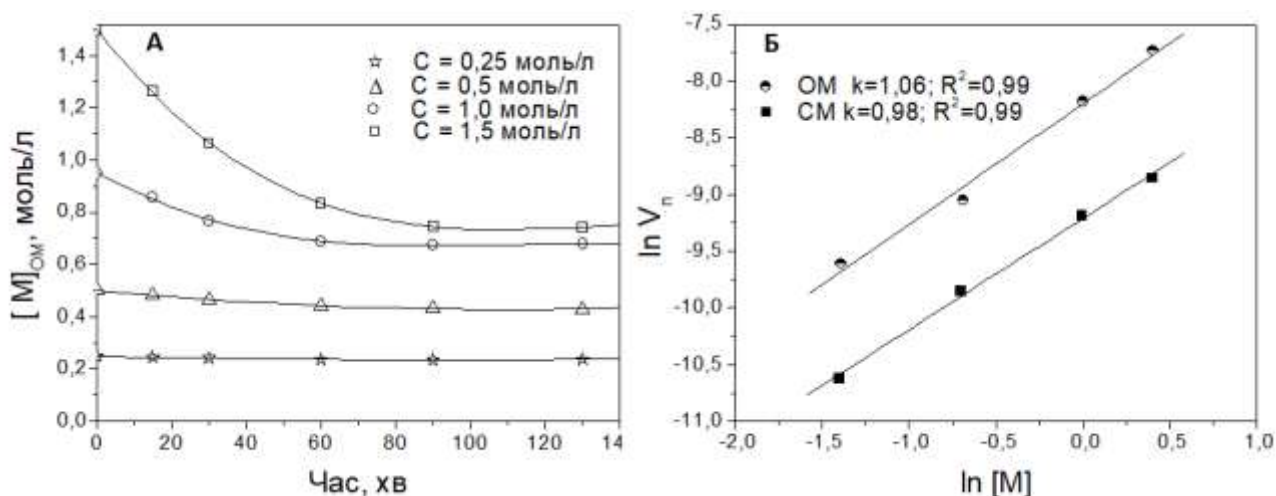 А
C = 0,25 моль/л
C = 0,5 моль/л
C = 1,0 моль/л
C = 1,5 моль/л
[ M]ОМ, моль/л
1,4
1,2
1,0
0,8
0,6
0,4
0,2
0,0
0 20 40 60 80 100 120 14
Час, хв
Б
ОМ k=1,06; R²=0,99
СМ k=0,98; R²=0,99
ln Vп
-7,5
-8,0
-8,5
-9,0
-9,5
-10,0
-10,5
-11,0
-2,0 -1,5 -1,0 -0,5 0,0 0,5 1,0
ln [M]